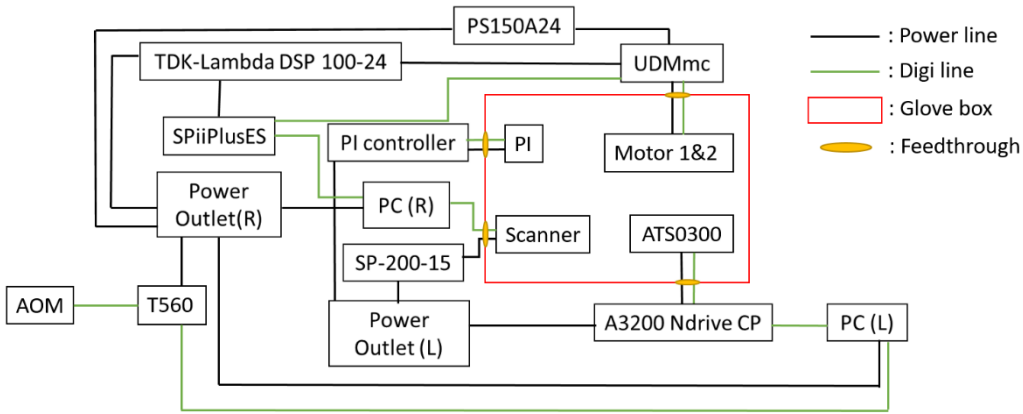 PS150A24
TDK-Lambda DSP 100-24
UDMmc
: Power line
: Digi line
: Glove box
: Feedthrough
SPiiPlusES
PI controller
PI
Motor 1&2
Power
Outlet(R)
PC (R)
Scanner
ATS0300
SP-200-15
AOM
T560
Power
Outlet (L)
A3200 Ndrive CP
PC (L)